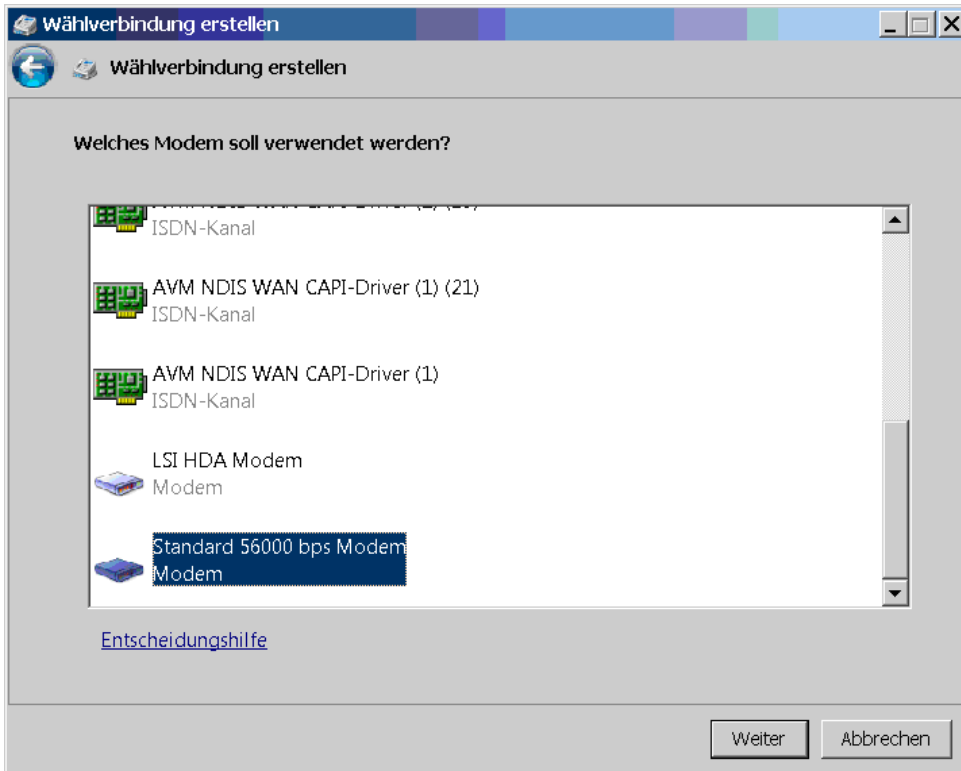 Wählverbindung erstellen
Wählverbindung erstellen
Welches Modem soll verwendet werden?
ISDN-Kanal
AVM NDIS WAN CAPI-Driver (1) (21)
ISDN-Kanal
AVM NDIS WAN CAPI-Driver (1)
ISDN-Kanal
LSI HDA Modem
Modem
Standard 56000 bps Modem
Modem
Entscheidungshilfe
Weiter
Abbrechen